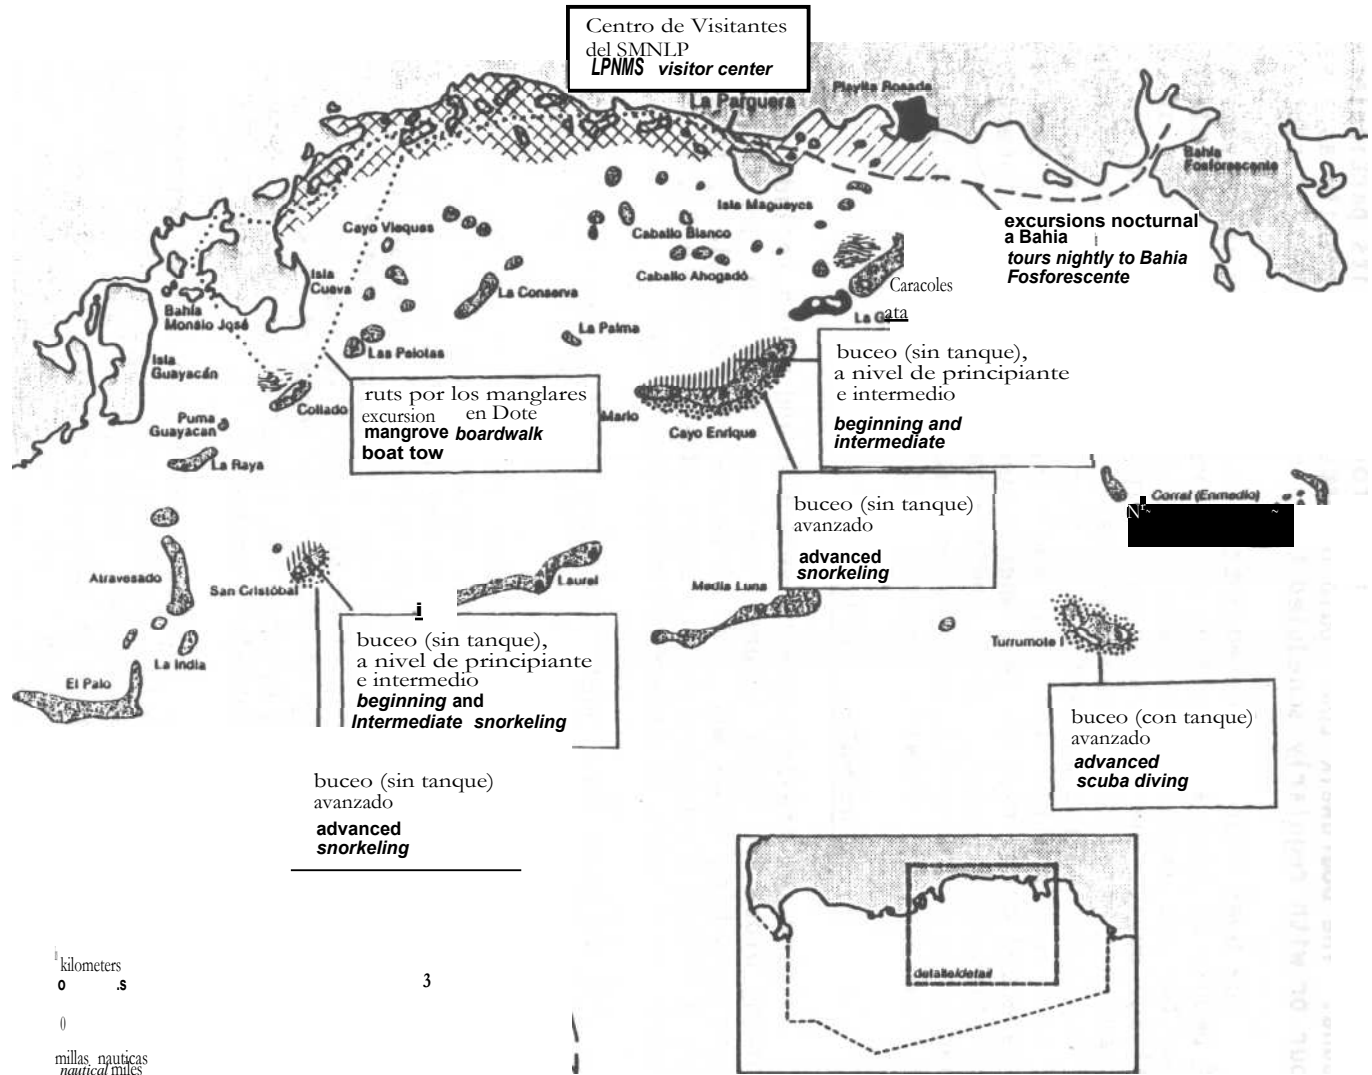 Centro de Visitantes
del SMNLP
LPNMS visitor center
La Parguera
Playita Rosada
Bahía
Fosforescente
Isla Magueyes
excursions nocturnal
a Bahia
tours nightly to Bahia
Fosforescente
Cayo Vieques
Caballo Blanco
Caballo Ahogado
Isla
Cueva
La Conserva
Caracoles
La Gata
Bahía
Monsio José
La Palma
Las Pelotas
Isla
Guayacán
buceo (sin tanque),
a nivel de principiante
e intermedio
beginning and
intermediate
ruts por los manglares
excursion en Dote
mangrove boardwalk
boat tow
Collado
Mario
Cayo Enrique
Puma
Guayacan
La Raya
buceo (sin tanque)
avanzado
advanced
snorkeling
Corral (Enmedio)
Atravesado
San Cristóbal
Laurel
Media Luna
i
buceo (sin tanque),
a nivel de principiante
e intermedio
beginning and
Intermediate snorkeling
Turrumote I
La India
El Palo
buceo (con tanque)
avanzado
advanced
scuba diving
buceo (sin tanque)
avanzado
advanced
snorkeling
detalle/detail
kilometers
o .s 3
0
millas nauticas
nautical miles